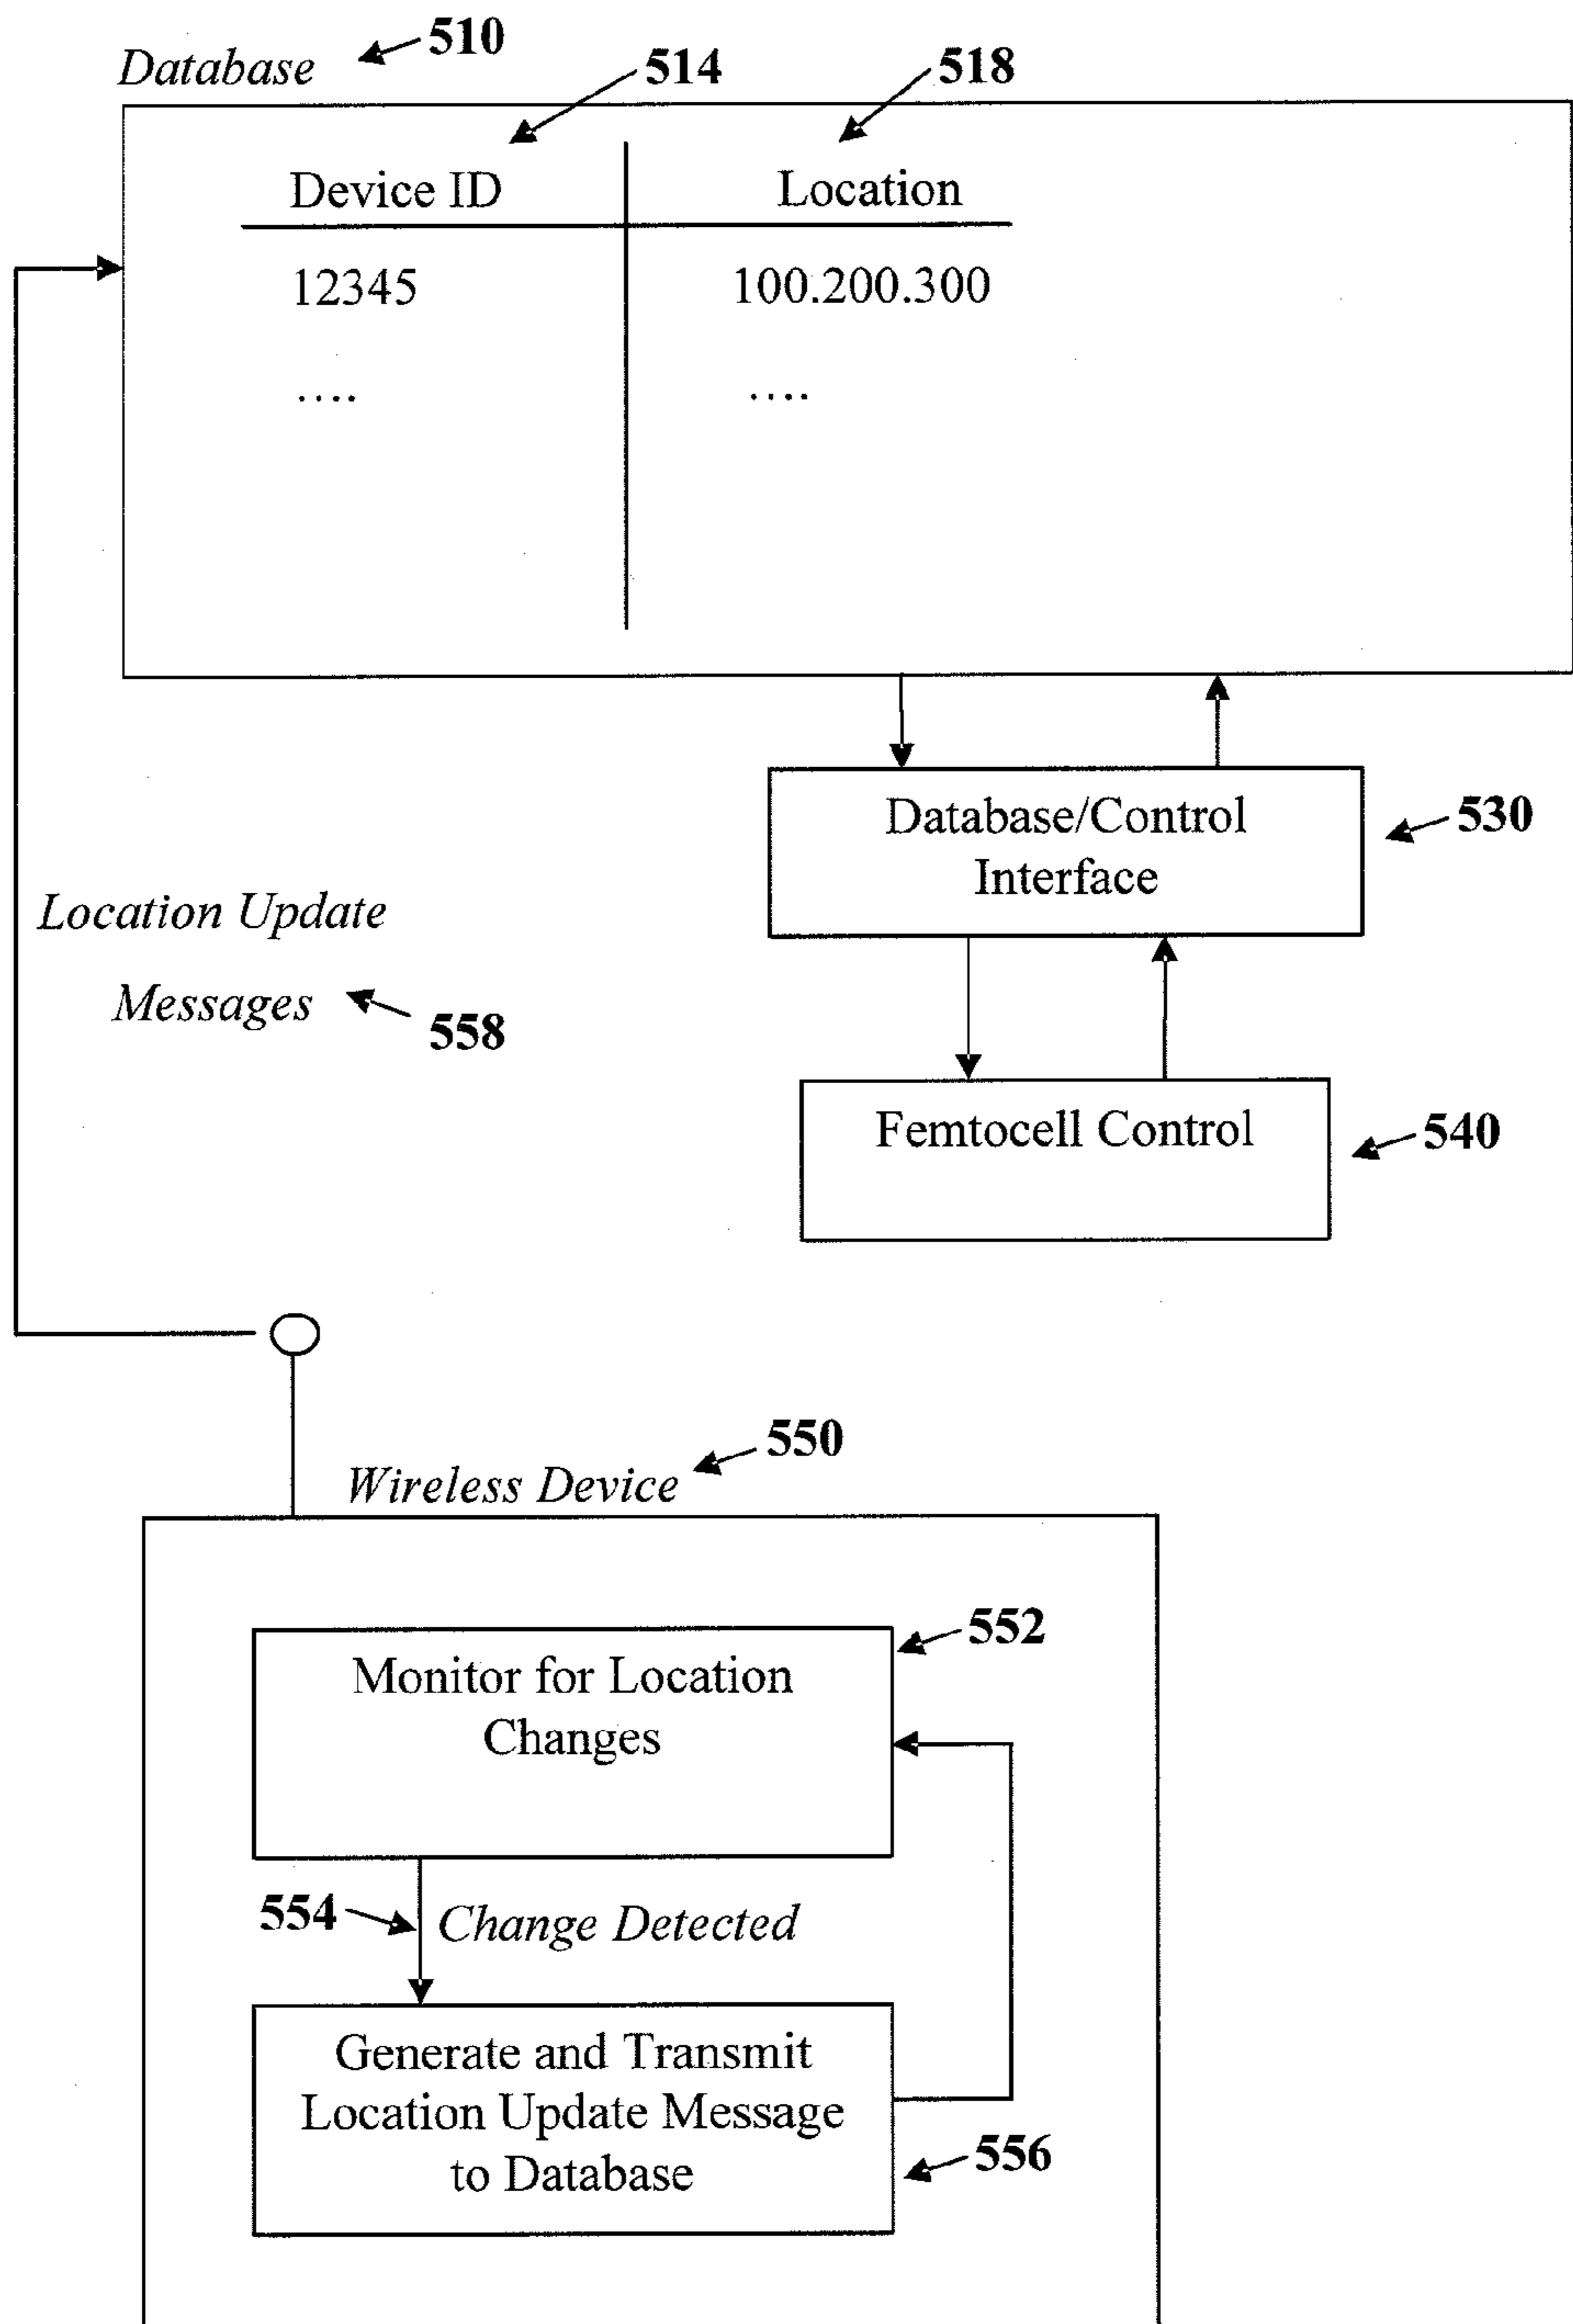 Database 510
514 518
Device ID Location
12345 100.200.300
.... ....
Database/Control
Interface
530
Location Update
Messages
558
Femtocell Control
540
550
Wireless Device
552
Monitor for Location
Changes
554
Change Detected
Generate and Transmit
Location Update Message
to Database
556